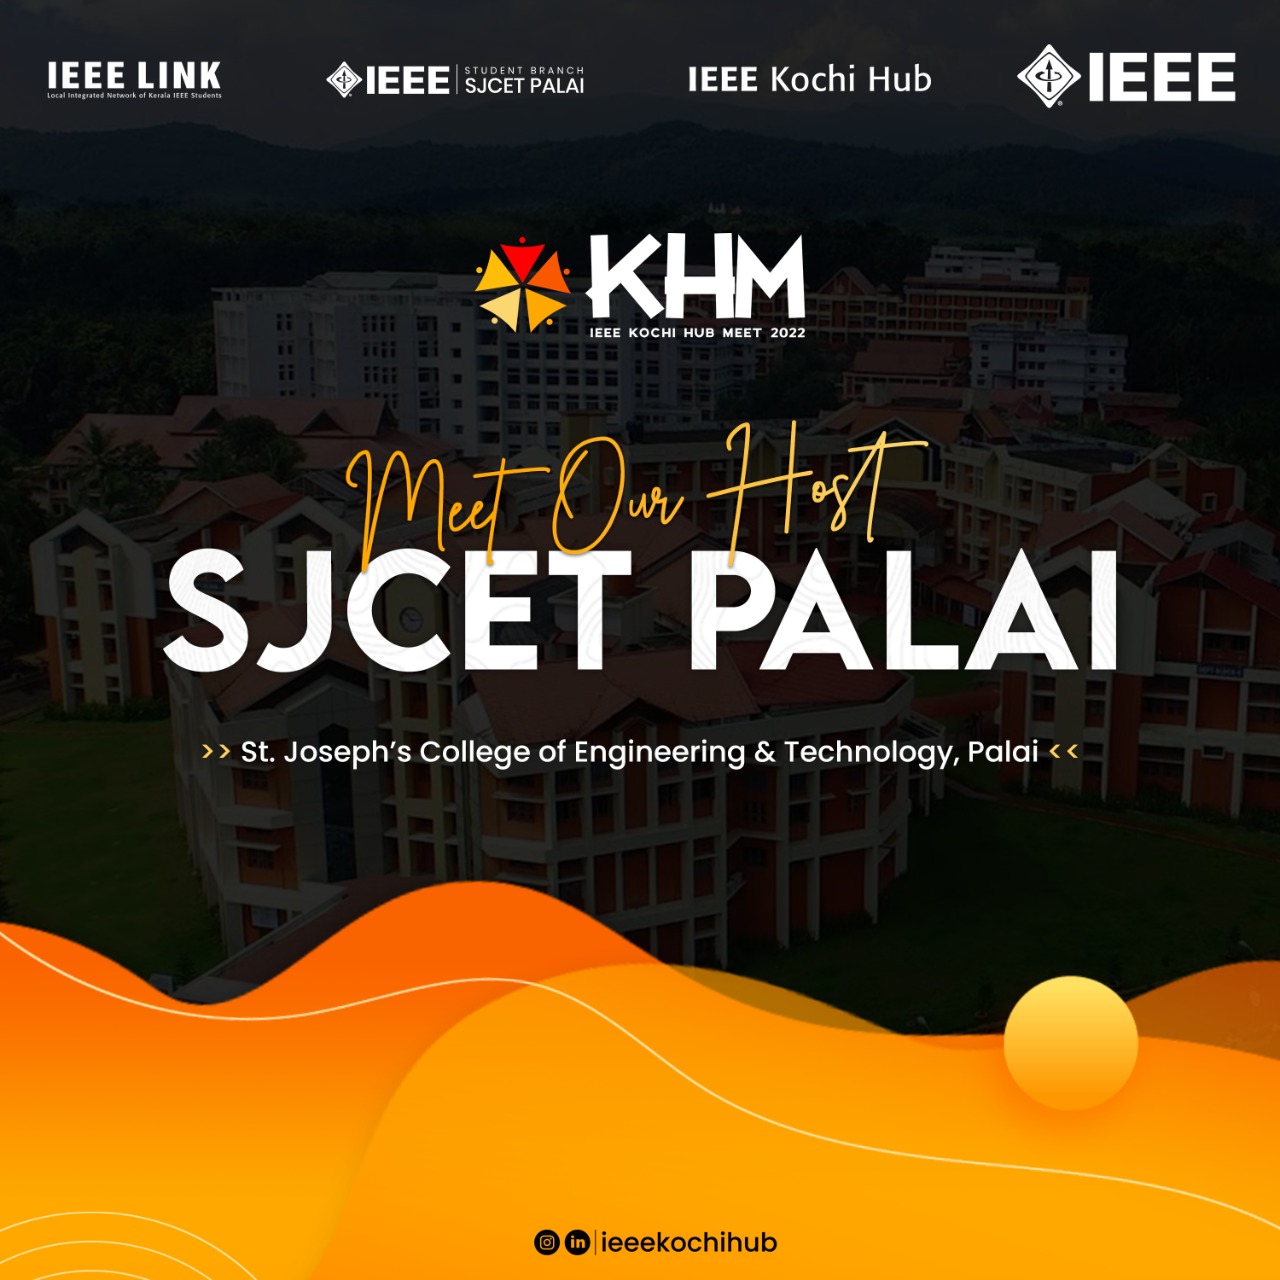 IEEE LINK
Local Integrated Network of Kerala IEEE Students
IEEE
STUDENT BRANCH
SJCET PALAI
IEEE Kochi Hub
IEEE
KHM
IEEE KOCHI HUB MEET 2022
Meet Our Host
SJCET PALAI
>> St. Joseph’s College of Engineering & Technology, Palai <<
in
ieeekochihub